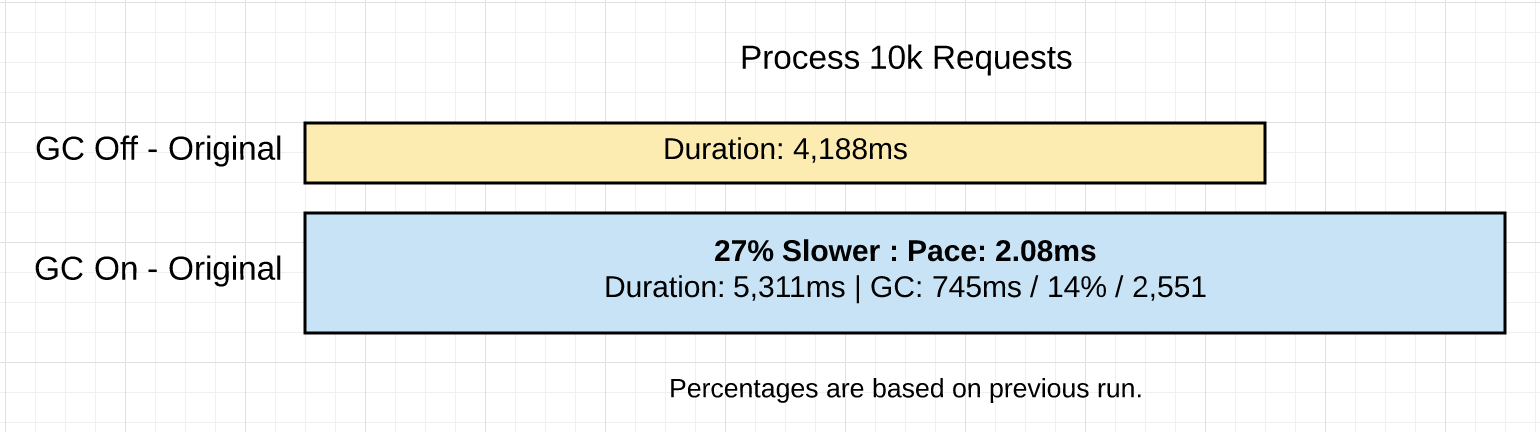 Process 10k Requests
GC Off - Original
Duration: 4,188ms
GC On - Original
27% Slower : Pace: 2.08ms
Duration: 5,311ms | GC: 745ms / 14% / 2,551
Percentages are based on previous run.